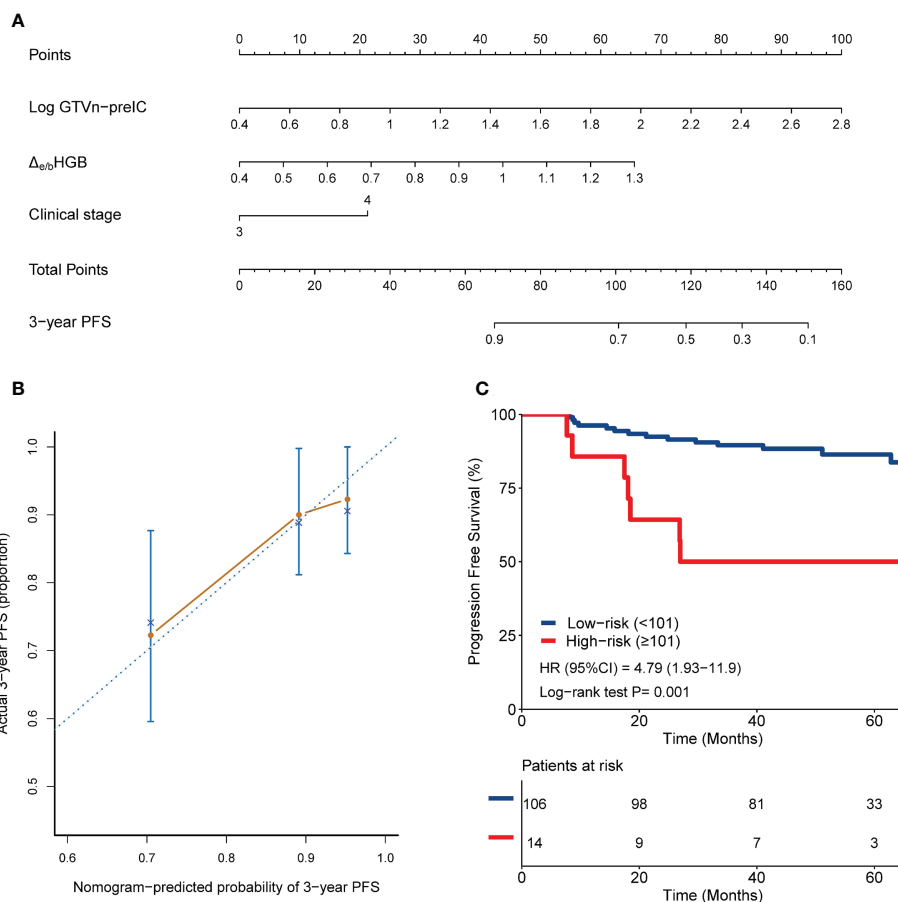 A
Points
0 10 20 30 40 50 60 70 80 90 100
Log GTVn−preIC
0.4 0.6 0.8 1 1.2 1.4 1.6 1.8 2 2.2 2.4 2.6 2.8
Δe/bHGB
0.4 0.5 0.6 0.7 0.8 0.9 1 1.1 1.2 1.3
4
Clinical stage
3
Total Points
0 20 40 60 80 100 120 140 160
3−year PFS
0.9 0.7 0.5 0.3 0.1
B
Actual 3−year PFS (proportion)
1.0
0.9
0.8
0.7
0.6
0.5
0.6 0.7 0.8 0.9 1.0
Nomogram−predicted probability of 3−year PFS
C
Progression Free Survival (%)
100
75
50
25
0
Low−risk (<101)
High−risk (≥101)
HR (95%CI) = 4.79 (1.93−11.9)
Log−rank test P= 0.001
0 20 40 60
Time (Months)
Patients at risk
106 98 81 33
14 9 7 3
0 20 40 60
Time (Months)